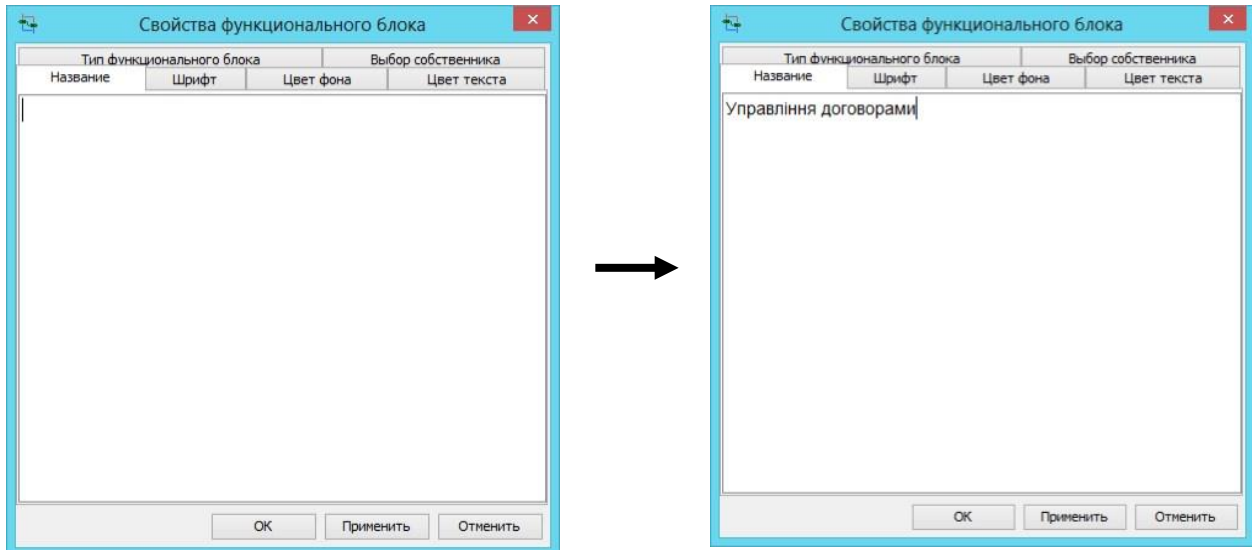 Свойства функционального блока
Тип функционального блока Выбор собственника
Название Шрифт Цвет фона Цвет текста
OK Применить Отменить
Свойства функционального блока
Тип функционального блока Выбор собственника
Название Шрифт Цвет фона Цвет текста
Управління договорами
OK Применить Отменить